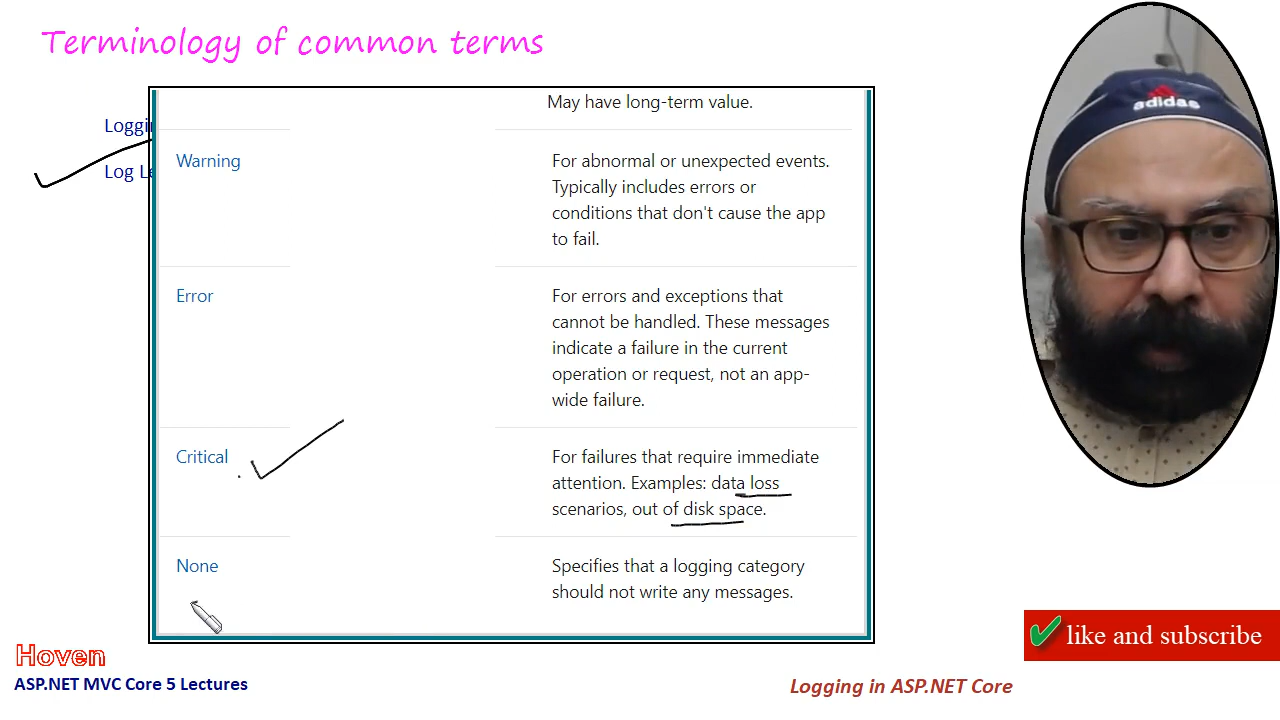 Terminology of common terms
Loggin
Log Le
May have long-term value.
Warning
For abnormal or unexpected events.
Typically includes errors or
conditions that don't cause the app
to fail.
Error
For errors and exceptions that
cannot be handled. These messages
indicate a failure in the current
operation or request, not an app-
wide failure.
Critical
For failures that require immediate
attention. Examples: data loss
scenarios, out of disk space.
None
Specifies that a logging category
should not write any messages.
adidas
like and subscribe
Hoven
ASP.NET MVC Core 5 Lectures
Logging in ASP.NET Core